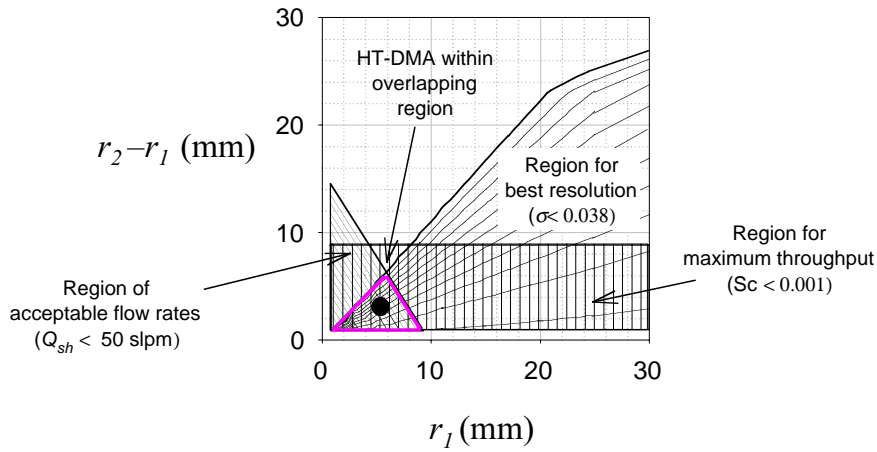 30
HT-DMA within
overlapping
region
20
r2–r1 (mm)
Region for
best resolution
(σ< 0.038)
10
Region for
maximum throughput
(Sc < 0.001)
Region of
acceptable flow rates
(Qsh < 50 slpm)
0
0 10 20 30
r1 (mm)